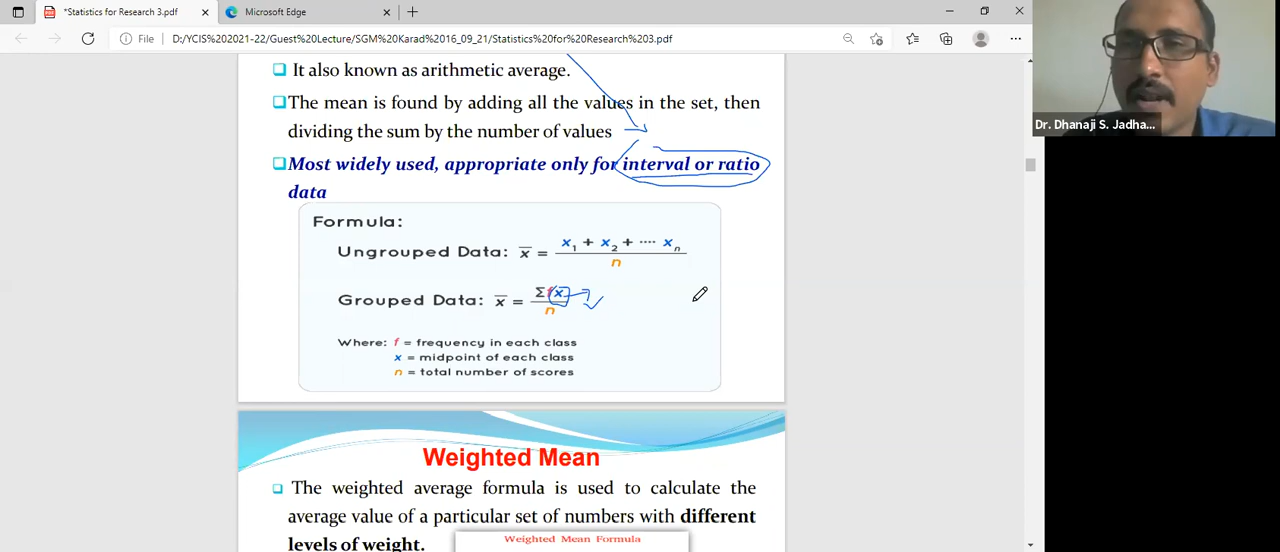 *Statistics for Research 3.pdf
Microsoft Edge
File
D:/YCIS%202021-22/Guest%20Lecture/SGM%20Karad%2016_09_21/Statistics%20for%20Research%203.pdf
It also known as arithmetic average.
The mean is found by adding all the values in the set, then
dividing the sum by the number of values
Most widely used, appropriate only for interval or ratio
data
Formula:
Ungrouped Data: x̅ = (x₁ + x₂ + ···· xₙ) / n
Grouped Data: x̅ = Σfx / n
Where: f = frequency in each class
x = midpoint of each class
n = total number of scores
Weighted Mean
The weighted average formula is used to calculate the
average value of a particular set of numbers with different
levels of weight.
Weighted Mean Formula
Dr. Dhanaji S. Jadha...